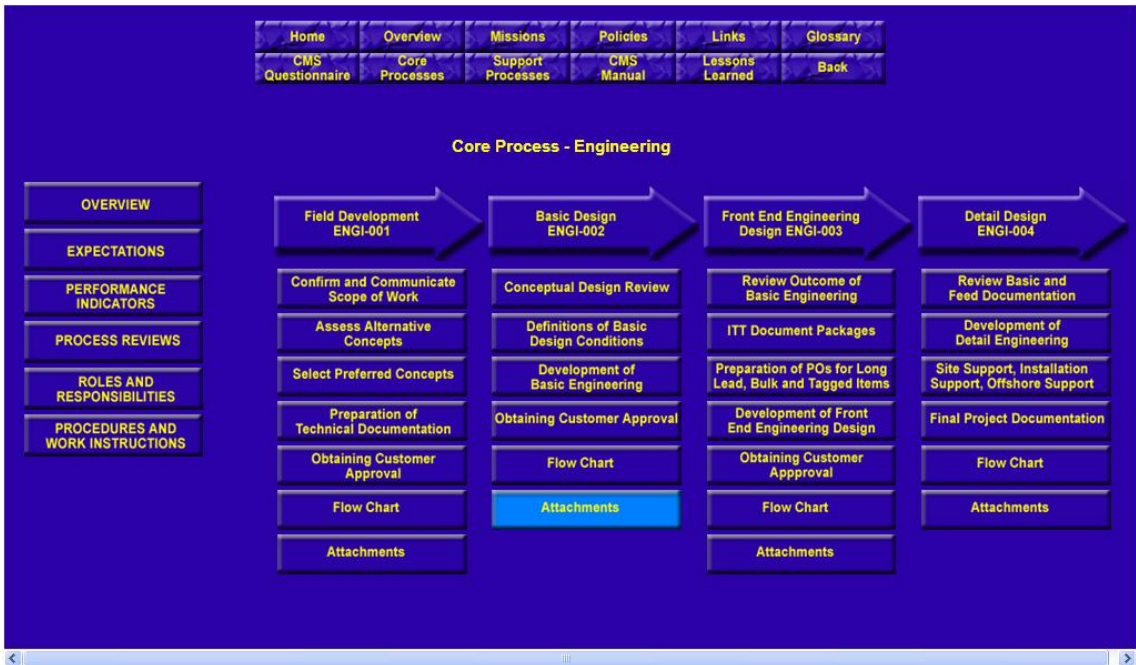 Home
Overview
Missions
Policies
Links
Glossary
CMS
Questionnaire
Core
Processes
Support
Processes
CMS
Manual
Lessons
Learned
Back
Core Process - Engineering
OVERVIEW
EXPECTATIONS
PERFORMANCE
INDICATORS
PROCESS REVIEWS
ROLES AND
RESPONSIBILITIES
PROCEDURES AND
WORK INSTRUCTIONS
Field Development
ENGI-001
Confirm and Communicate
Scope of Work
Assess Alternative
Concepts
Select Preferred Concepts
Preparation of
Technical Documentation
Obtaining Customer
Approval
Flow Chart
Attachments
Basic Design
ENGI-002
Conceptual Design Review
Definitions of Basic
Design Conditions
Development of
Basic Engineering
Obtaining Customer Approval
Flow Chart
Attachments
Front End Engineering
Design ENGI-003
Review Outcome of
Basic Engineering
ITT Document Packages
Preparation of POs for Long
Lead, Bulk and Tagged Items
Development of Front
End Engineering Design
Obtaining Customer
Appproval
Flow Chart
Attachments
Detail Design
ENGI-004
Review Basic and
Feed Documentation
Development of
Detail Engineering
Site Support, Installation
Support, Offshore Support
Final Project Documentation
Flow Chart
Attachments